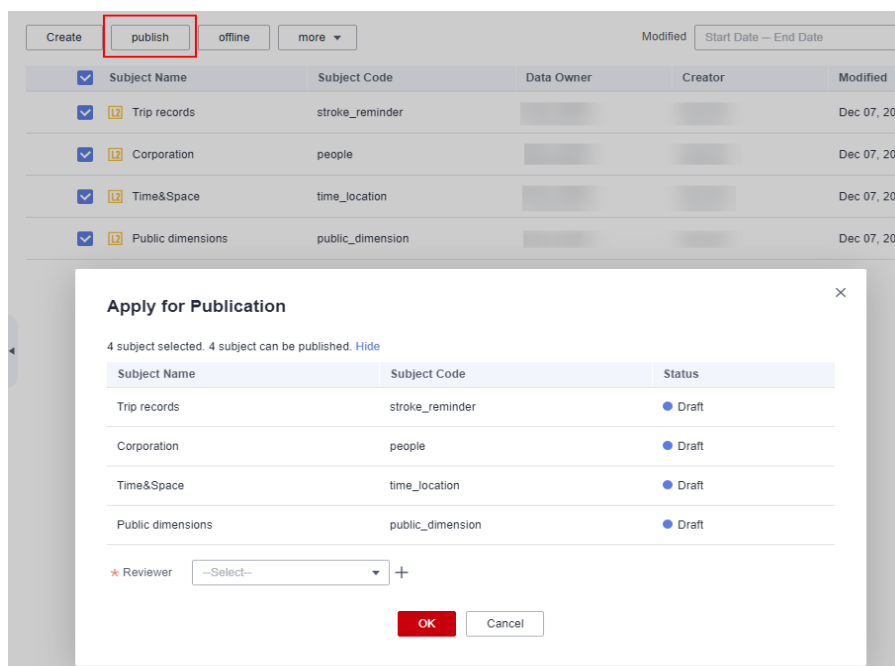 Create publish offline more Modified Start Date — End Date
Subject Name Subject Code Data Owner Creator Modified
L2 Trip records stroke_reminder Dec 07, 20
L2 Corporation people Dec 07, 20
L2 Time&Space time_location Dec 07, 20
L2 Public dimensions public_dimension Dec 07, 20
Apply for Publication
4 subject selected. 4 subject can be published. Hide
Subject Name Subject Code Status
Trip records stroke_reminder Draft
Corporation people Draft
Time&Space time_location Draft
Public dimensions public_dimension Draft
* Reviewer --Select--
OK Cancel